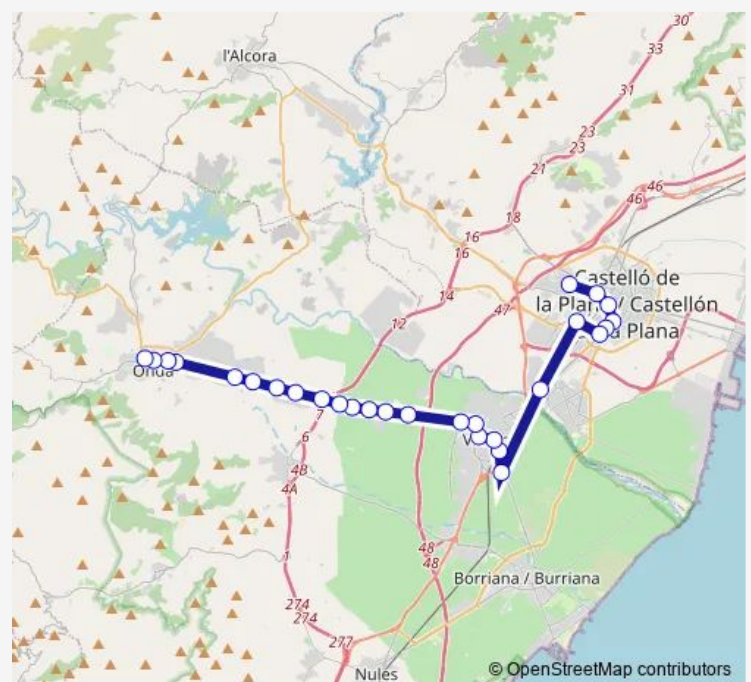 30
33
l'Alcora
31
23
23
21
46
46
18
16
16
Castelló de
la Plana / Castellón
14
47
la Plana
12
Onda
7
6
4B
4A
V
48
1
48
Borriana / Burriana
274
274
277
Nules
© OpenStreetMap contributors